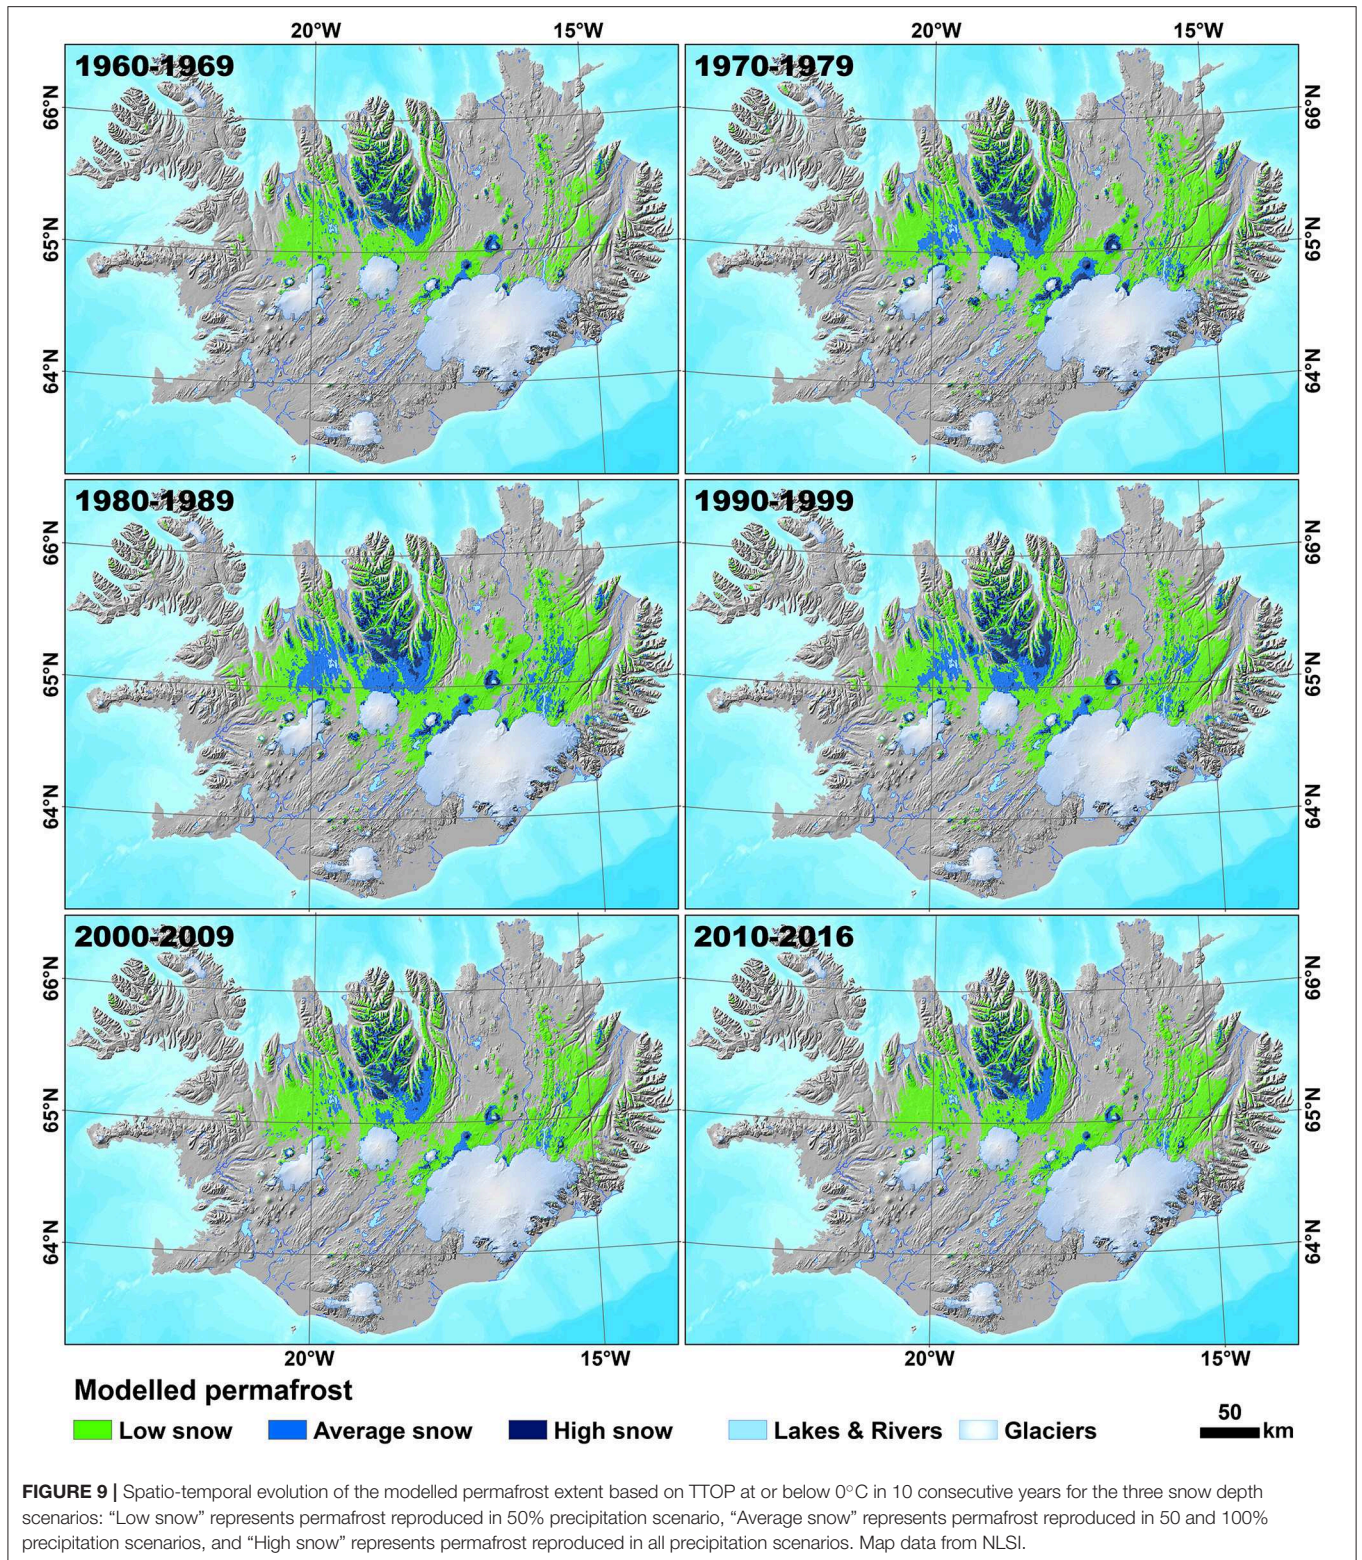 20°W 15°W 20°W 15°W
1960-1969 1970-1979
66°N 66°N
65°N 65°N
64°N 64°N
1980-1989 1990-1999
66°N 66°N
65°N 65°N
64°N 64°N
2000-2009 2010-2016
66°N 66°N
65°N 65°N
64°N 64°N
20°W 15°W 20°W 15°W
Modelled permafrost
Low snow Average snow High snow Lakes & Rivers Glaciers 50 km
FIGURE 9 | Spatio-temporal evolution of the modelled permafrost extent based on TTOP at or below 0°C in 10 consecutive years for the three snow depth
scenarios: “Low snow” represents permafrost reproduced in 50% precipitation scenario, “Average snow” represents permafrost reproduced in 50 and 100%
precipitation scenarios, and “High snow” represents permafrost reproduced in all precipitation scenarios. Map data from NLSI.